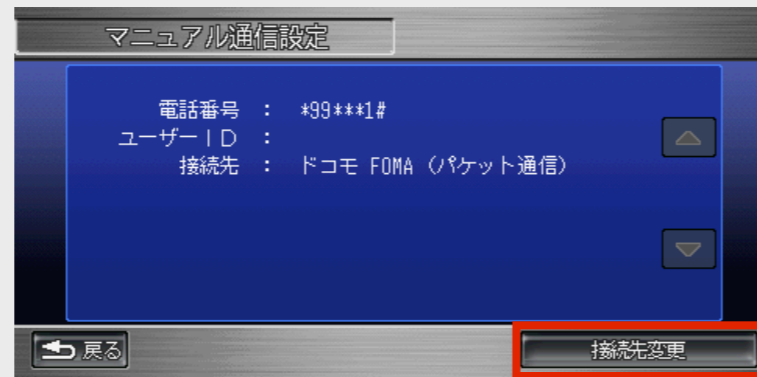 マニュアル通信設定
電話番号 : *99***1#
ユーザーID :
接続先 : ドコモ FOMA (パケット通信)
戻る
接続先変更